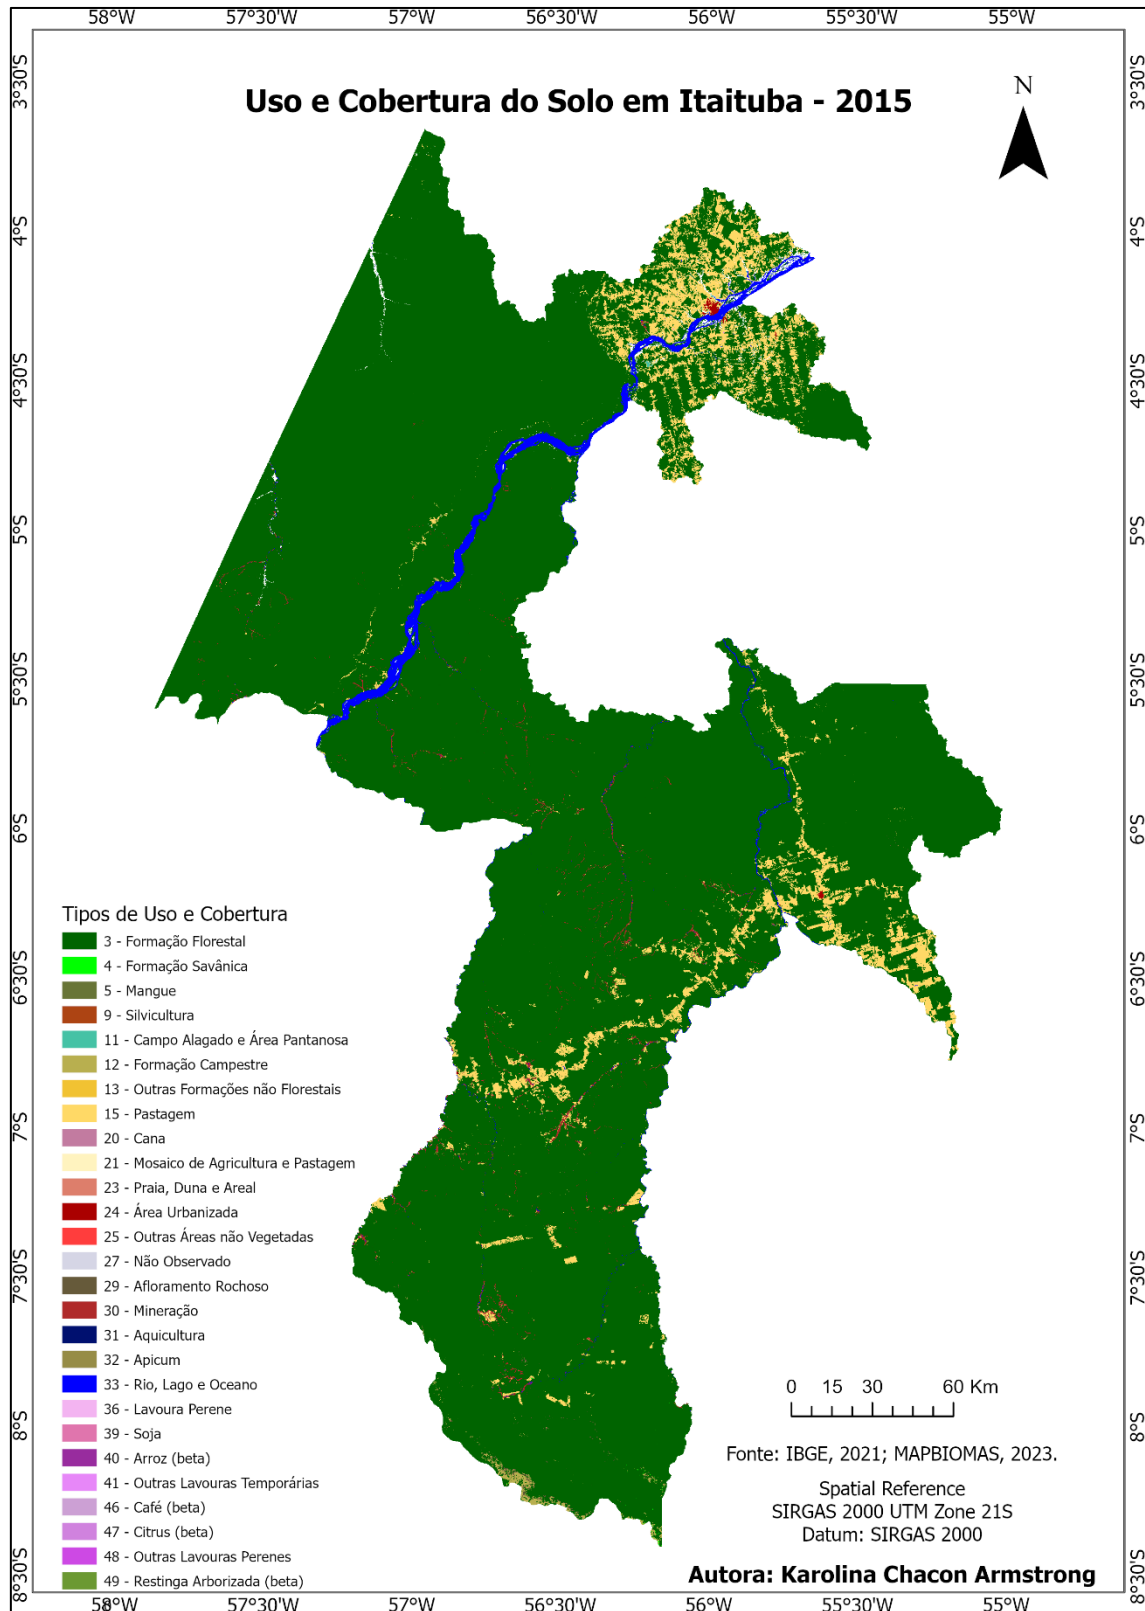 58°W 57°30'W 57°W 56°30'W 56°W 55°30'W 55°W
Uso e Cobertura do Solo em Itaituba - 2015
N
3°30'S 3°30'S
4°S 4°S
4°30'S 4°30'S
5°S 5°S
5°30'S 5°30'S
6°S 6°S
6°30'S 6°30'S
7°S 7°S
7°30'S 7°30'S
8°S 8°S
8°30'S 8°30'S
Tipos de Uso e Cobertura
3 - Formação Florestal
4 - Formação Savânica
5 - Mangue
9 - Silvicultura
11 - Campo Alagado e Área Pantanosa
12 - Formação Campestre
13 - Outras Formações não Florestais
15 - Pastagem
20 - Cana
21 - Mosaico de Agricultura e Pastagem
23 - Praia, Duna e Areal
24 - Área Urbanizada
25 - Outras Áreas não Vegetadas
27 - Não Observado
29 - Afloramento Rochoso
30 - Mineração
31 - Aquicultura
32 - Apicum
33 - Rio, Lago e Oceano
36 - Lavoura Perene
39 - Soja
40 - Arroz (beta)
41 - Outras Lavouras Temporárias
46 - Café (beta)
47 - Citrus (beta)
48 - Outras Lavouras Perenes
49 - Restinga Arborizada (beta)
0 15 30 60 Km
Fonte: IBGE, 2021; MAPBIOMAS, 2023.
Spatial Reference
SIRGAS 2000 UTM Zone 21S
Datum: SIRGAS 2000
Autora: Karolina Chacon Armstrong
58°W 57°30'W 57°W 56°30'W 56°W 55°30'W 55°W